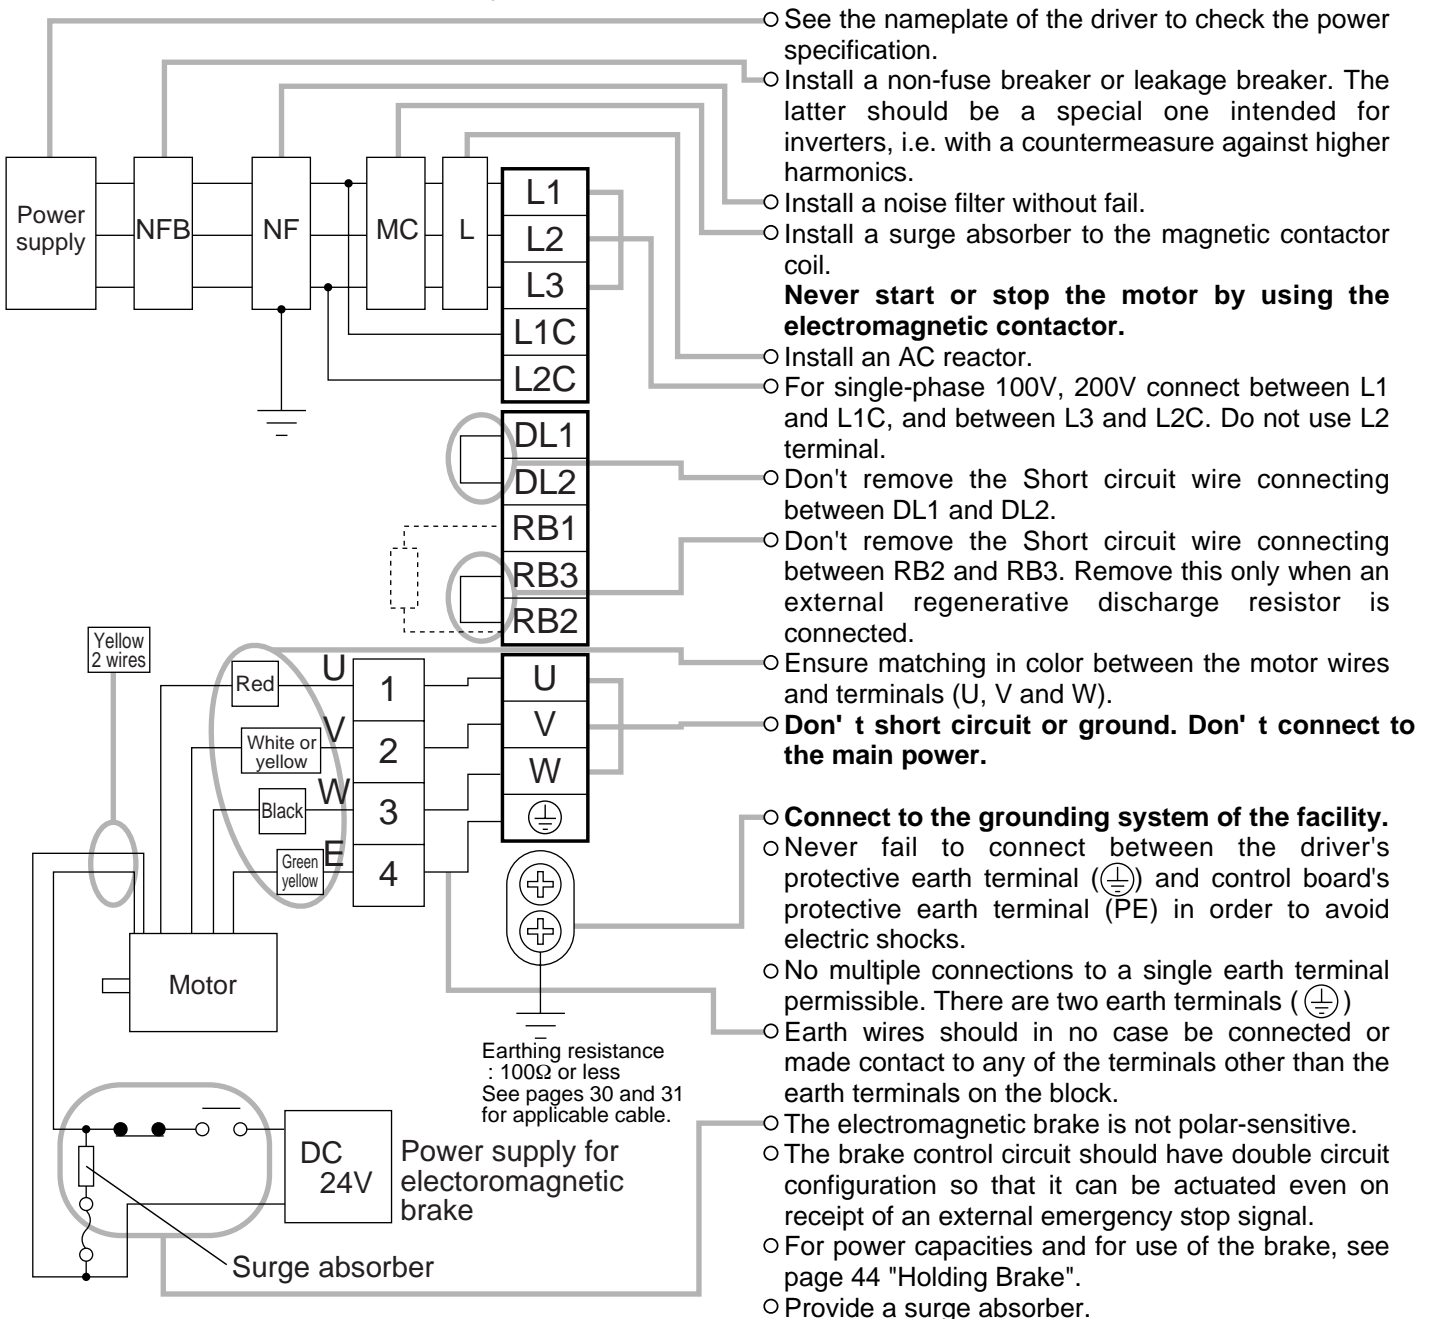 See the nameplate of the driver to check the power
specification.
Install a non-fuse breaker or leakage breaker. The
latter should be a special one intended for
inverters, i.e. with a countermeasure against higher
harmonics.
Install a noise filter without fail.
Install a surge absorber to the magnetic contactor
coil.
Never start or stop the motor by using the
electromagnetic contactor.
Install an AC reactor.
For single-phase 100V, 200V connect between L1
and L1C, and between L3 and L2C. Do not use L2
terminal.
Don't remove the Short circuit wire connecting
between DL1 and DL2.
Don't remove the Short circuit wire connecting
between RB2 and RB3. Remove this only when an
external regenerative discharge resistor is
connected.
Ensure matching in color between the motor wires
and terminals (U, V and W).
Don' t short circuit or ground. Don' t connect to
the main power.
Connect to the grounding system of the facility.
Never fail to connect between the driver's
protective earth terminal (⏚) and control board's
protective earth terminal (PE) in order to avoid
electric shocks.
No multiple connections to a single earth terminal
permissible. There are two earth terminals (⏚)
Earth wires should in no case be connected or
made contact to any of the terminals other than the
earth terminals on the block.
The electromagnetic brake is not polar-sensitive.
The brake control circuit should have double circuit
configuration so that it can be actuated even on
receipt of an external emergency stop signal.
For power capacities and for use of the brake, see
page 44 "Holding Brake".
Provide a surge absorber.
Power
supply
NFB
NF
MC
L
L1
L2
L3
L1C
L2C
DL1
DL2
RB1
RB3
RB2
U
V
W
Yellow
2 wires
Red
U
1
White or
yellow
V
2
Black
W
3
Green
yellow
E
4
Motor
Earthing resistance
: 100Ω or less
See pages 30 and 31
for applicable cable.
DC
24V
Power supply for
electoromagnetic
brake
Surge absorber